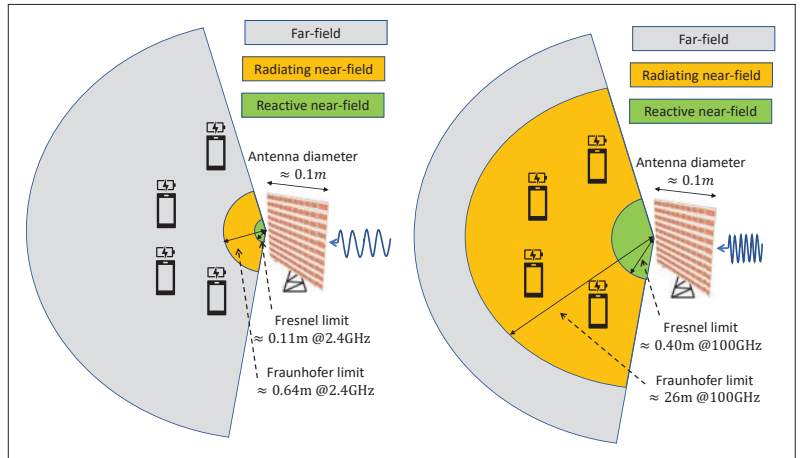 Far-field
Radiating near-field
Reactive near-field
Antenna diameter
≈ 0.1m
Fresnel limit
≈ 0.11m @2.4GHz
Fraunhofer limit
≈ 0.64m @2.4GHz
Far-field
Radiating near-field
Reactive near-field
Antenna diameter
≈ 0.1m
Fresnel limit
≈ 0.40m @100GHz
Fraunhofer limit
≈ 26m @100GHz